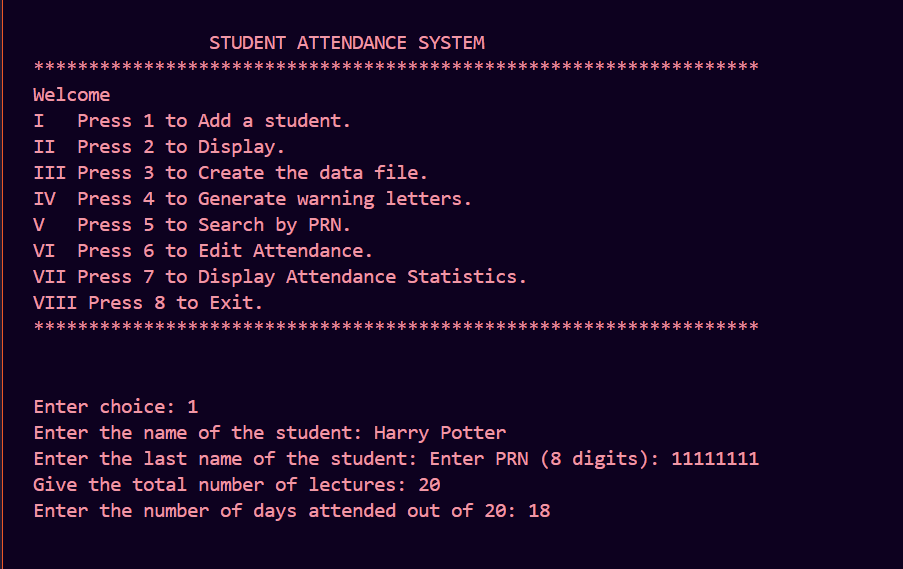 STUDENT ATTENDANCE SYSTEM
******************************************************************
Welcome
I   Press 1 to Add a student.
II  Press 2 to Display.
III Press 3 to Create the data file.
IV  Press 4 to Generate warning letters.
V   Press 5 to Search by PRN.
VI  Press 6 to Edit Attendance.
VII Press 7 to Display Attendance Statistics.
VIII Press 8 to Exit.
******************************************************************
Enter choice: 1
Enter the name of the student: Harry Potter
Enter the last name of the student: Enter PRN (8 digits): 11111111
Give the total number of lectures: 20
Enter the number of days attended out of 20: 18